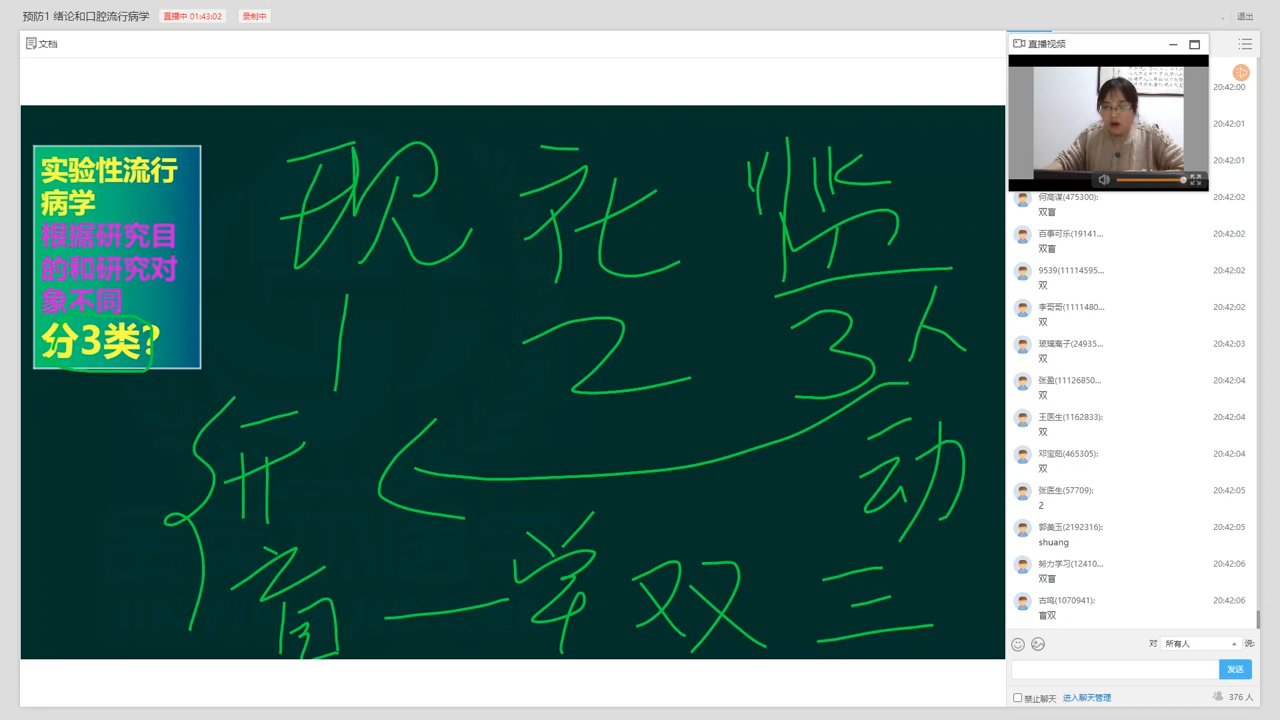 预防1 绪论和口腔流行病学 直播中 01:43:02 录制中 退出
文档
直播视频
实验性流行
病学
根据研究目
的和研究对
象不同
分3类?
现 社 临
1 2 3 人
开 动
盲 — 单 双 三
20:42:00
20:42:01
20:42:01
何高谋(475300): 20:42:02
双盲
百事可乐(19141... 20:42:02
双盲
9539(11114595... 20:42:02
双
李哥哥(1111480... 20:42:02
双
玻璃离子(24935... 20:42:03
双
张盈(11126850... 20:42:04
双
王医生(1162833): 20:42:04
双
邓宝茹(465305): 20:42:04
双
张医生(57709): 20:42:05
2
郭美玉(2192316): 20:42:05
shuang
努力学习(12410... 20:42:06
双盲
古鸣(1070941): 20:42:06
盲双
对 所有人 说:
发送
禁止聊天 进入聊天管理 376 人